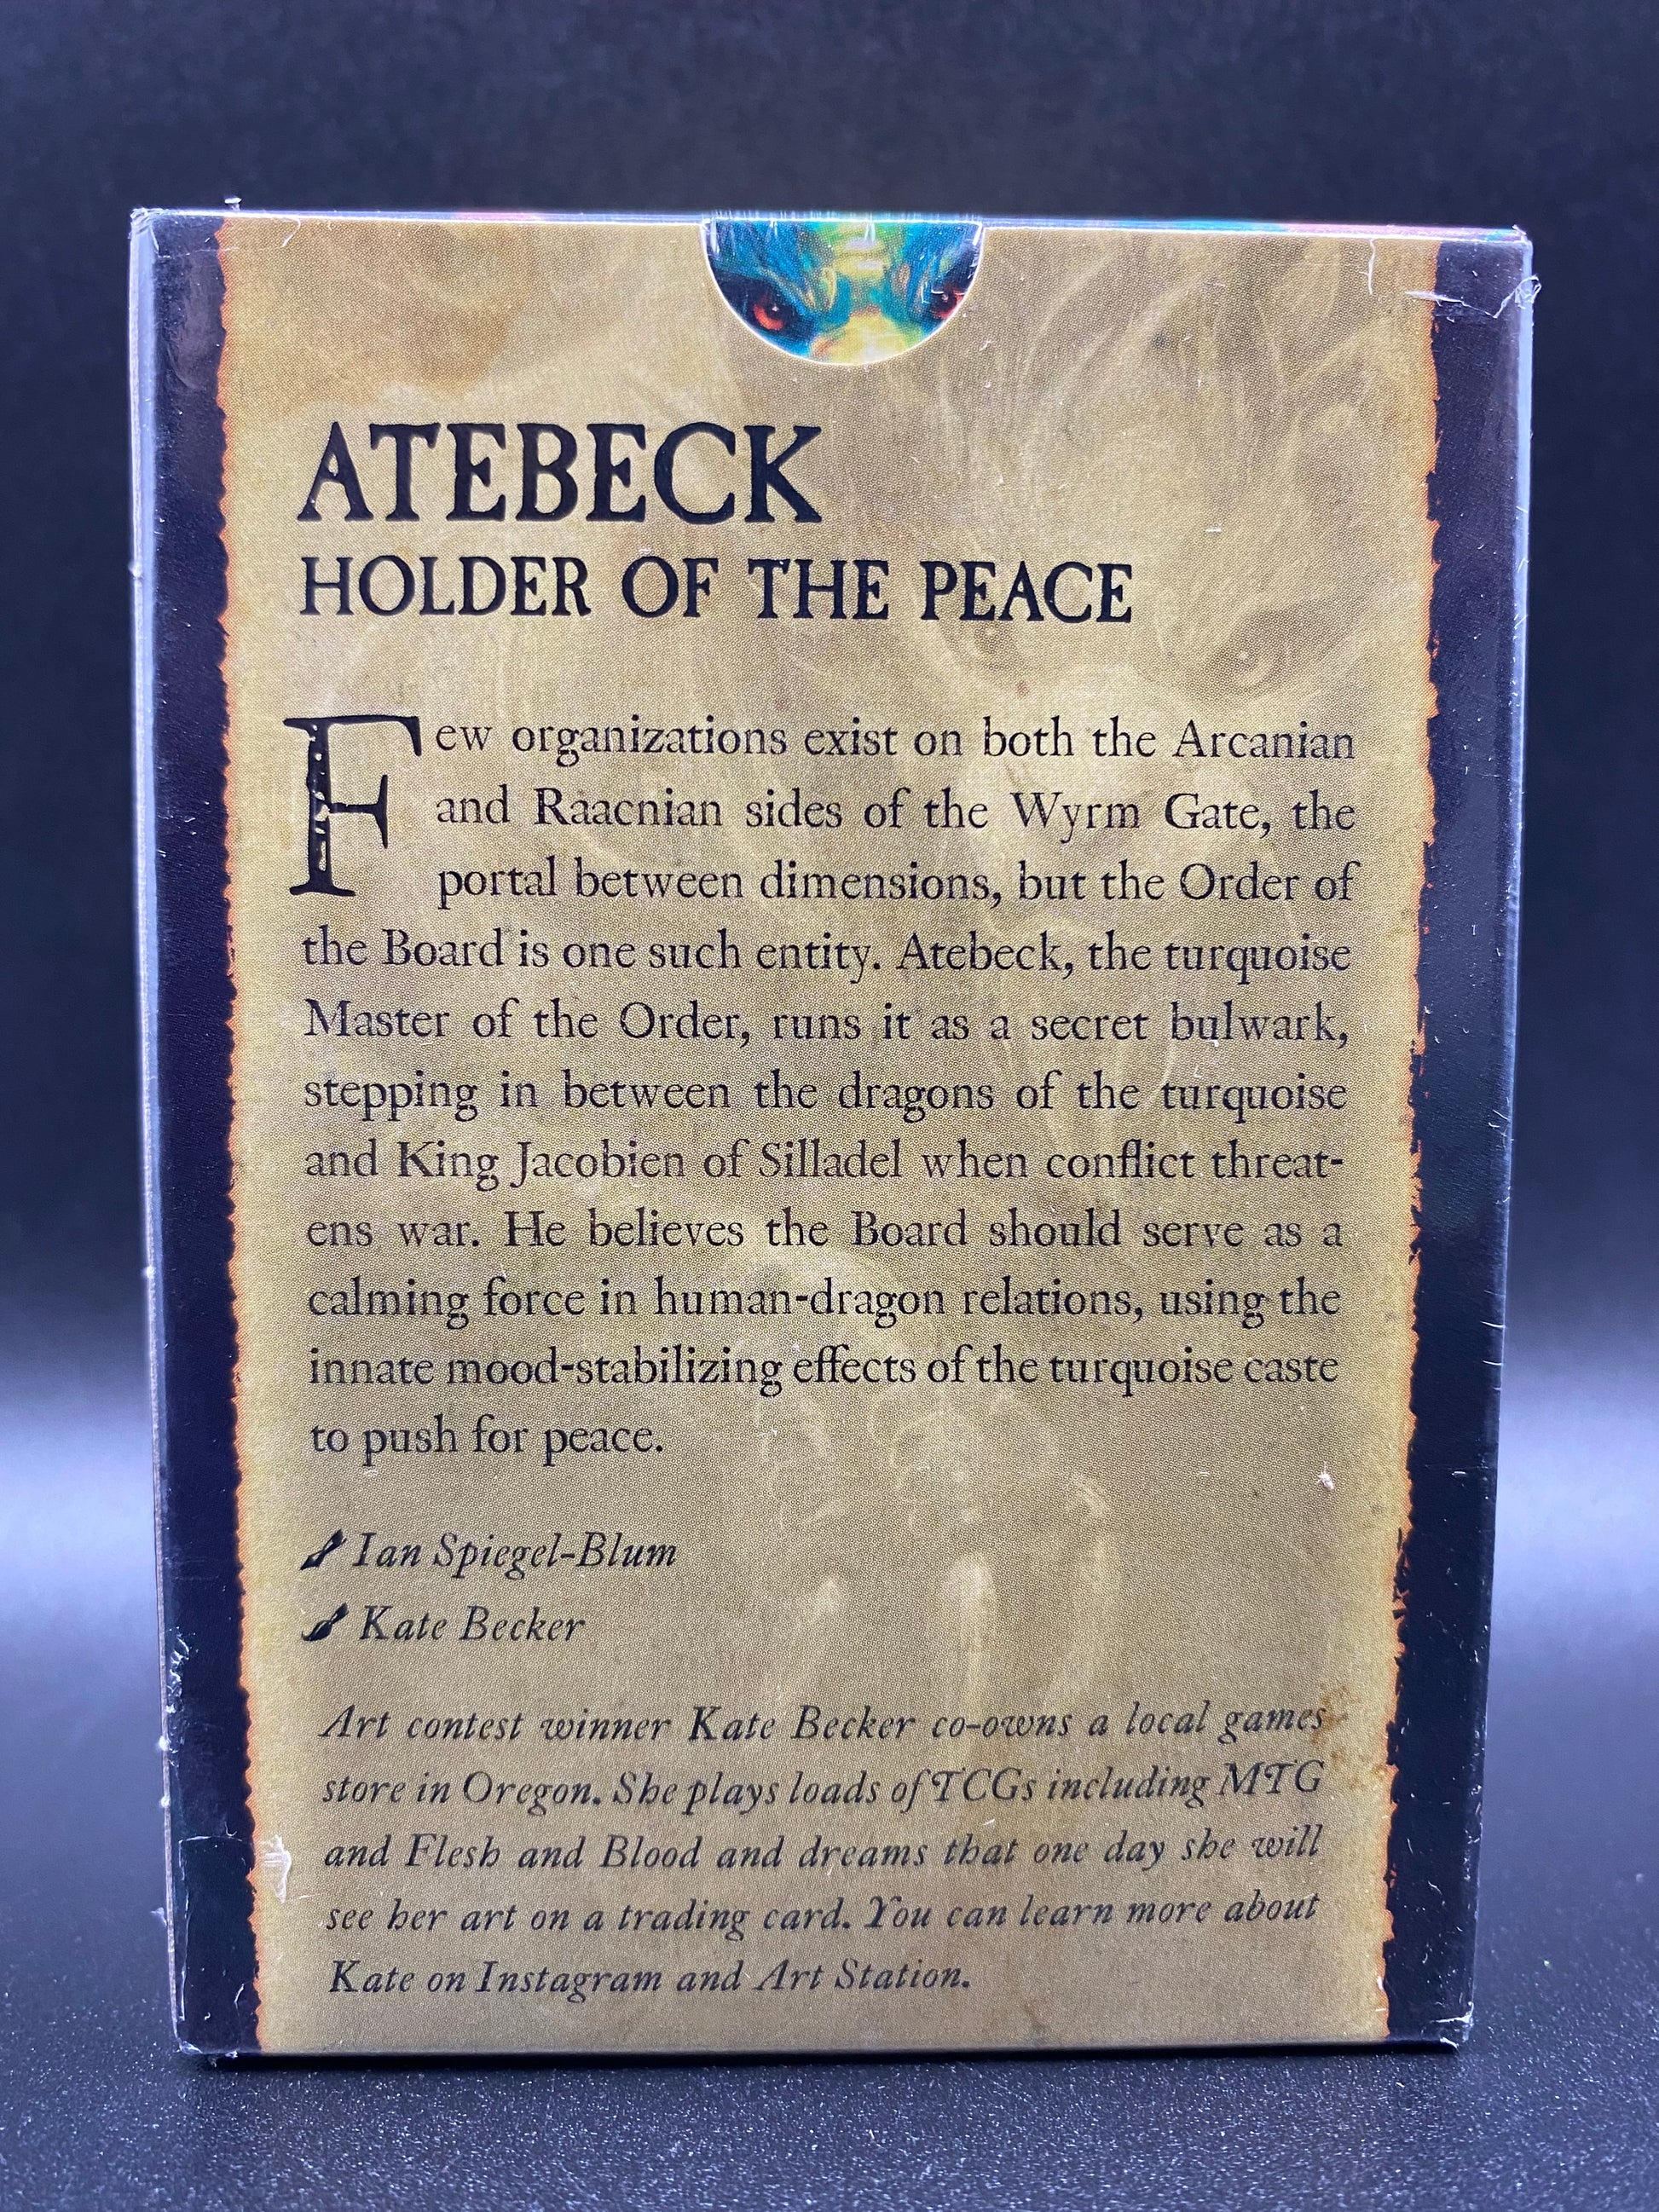 ATEBECK
HOLDER OF THE PEACE
Few organizations exist on both the Arcanian
and Raacnian sides of the Wyrm Gate, the
portal between dimensions, but the Order of
the Board is one such entity. Atebeck, the turquoise
Master of the Order, runs it as a secret bulwark,
stepping in between the dragons of the turquoise
and King Jacobien of Silladel when conflict threat-
ens war. He believes the Board should serve as a
calming force in human-dragon relations, using the
innate mood-stabilizing effects of the turquoise caste
to push for peace.
Ian Spiegel-Blum
Kate Becker
Art contest winner Kate Becker co-owns a local games
store in Oregon. She plays loads of TCGs including MTG
and Flesh and Blood and dreams that one day she will
see her art on a trading card. You can learn more about
Kate on Instagram and Art Station.